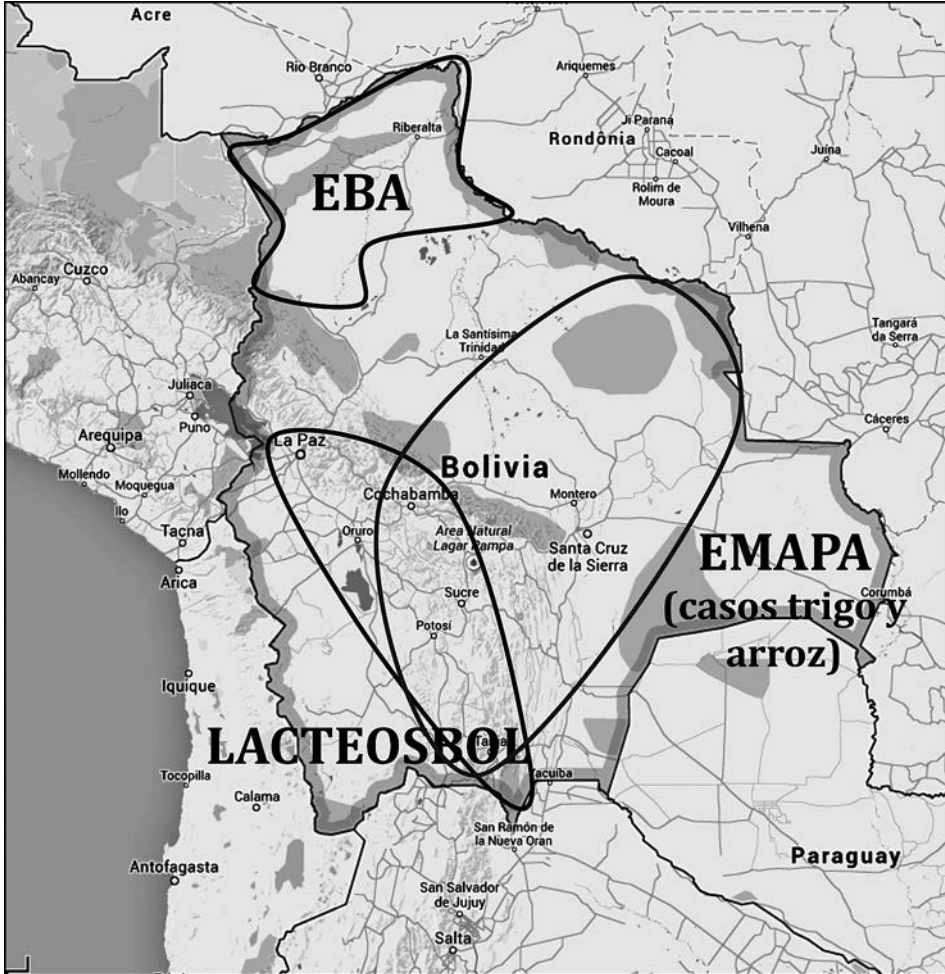 Acre
Rio Branco
Ariquemes
Riberalta
Ji Paraná
Rondônia
Cacoal
Juína
EBA
Rolim de
Moura
Vilhena
Cuzco
Abancay
La Santísima
Trinidad
Tangará
da Serra
Juliaca
Puno
Arequipa
La Paz
Cáceres
Mollendo
Moquegua
Bolivia
Ilo
Cochabamba
Montero
Tacna
Oruro
Area Natural
Lagar Pampa
Santa Cruz
de la Sierra
EMAPA
Arica
Sucre
Corumbá
(casos trigo y
Potosí
arroz)
Iquique
LACTEOSBOL
Yacuiba
Tocopilla
Calama
San Ramón de
la Nueva Oran
Paraguay
Antofagasta
San Salvador
de Jujuy
Salta